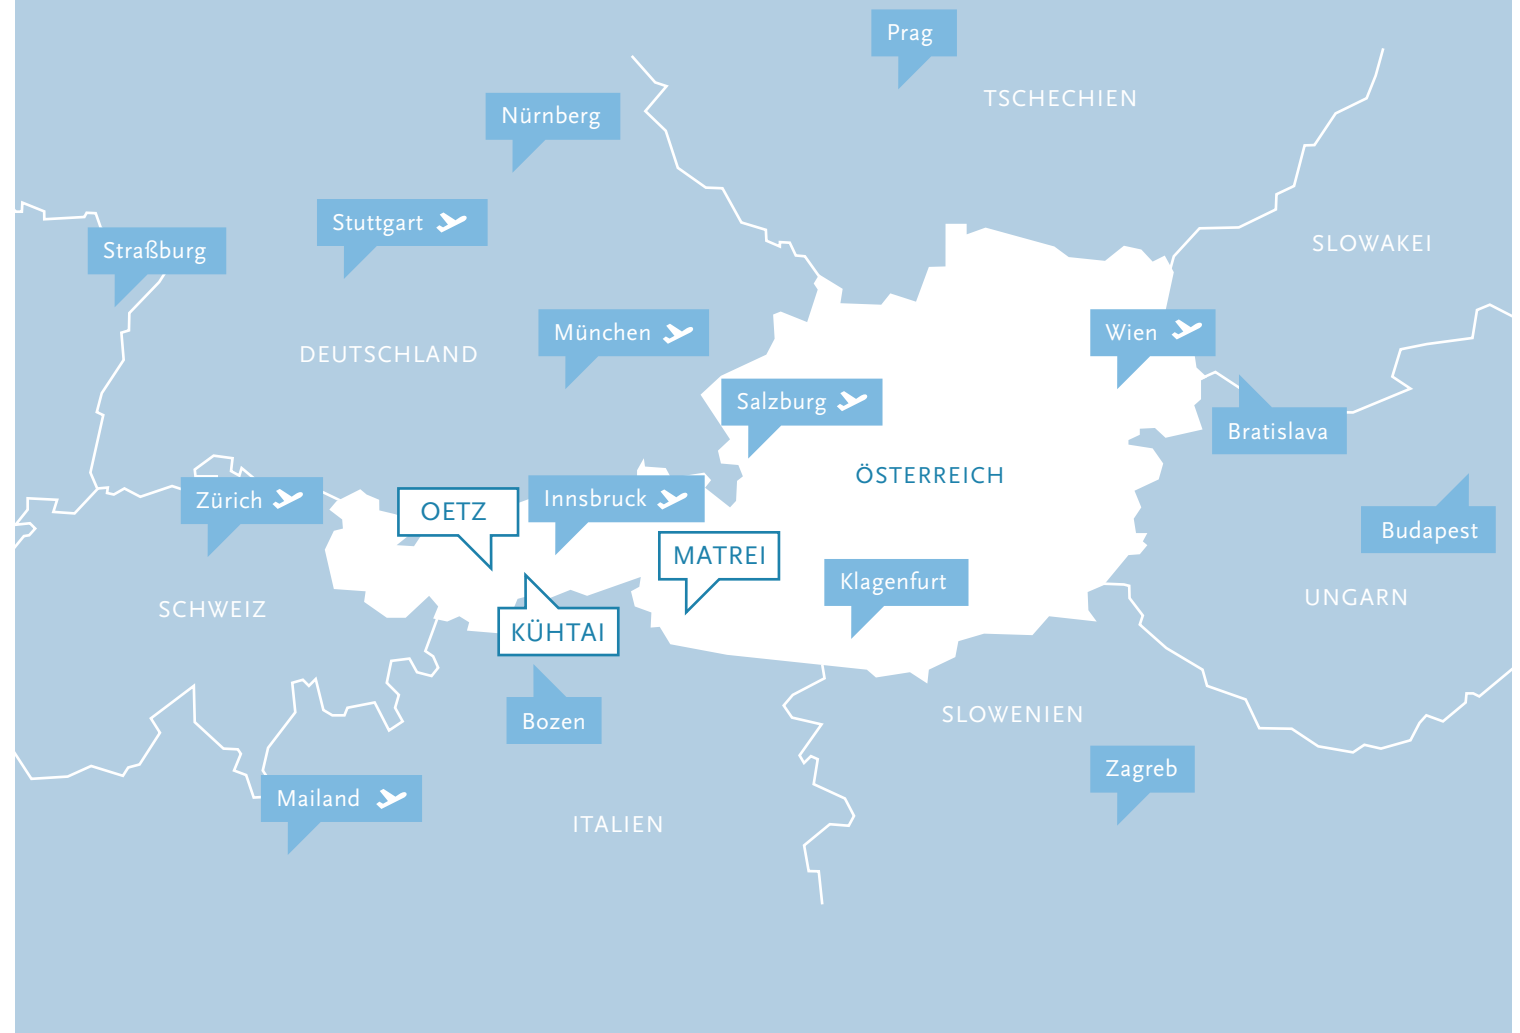 Prag
TSCHECHIEN
Nürnberg
Stuttgart
Straßburg
SLOWAKEI
München
Wien
DEUTSCHLAND
Salzburg
Bratislava
ÖSTERREICH
Zürich
Innsbruck
OETZ
Budapest
MATREI
Klagenfurt
SCHWEIZ
UNGARN
KÜHTAI
Bozen
SLOWENIEN
Zagreb
Mailand
ITALIEN